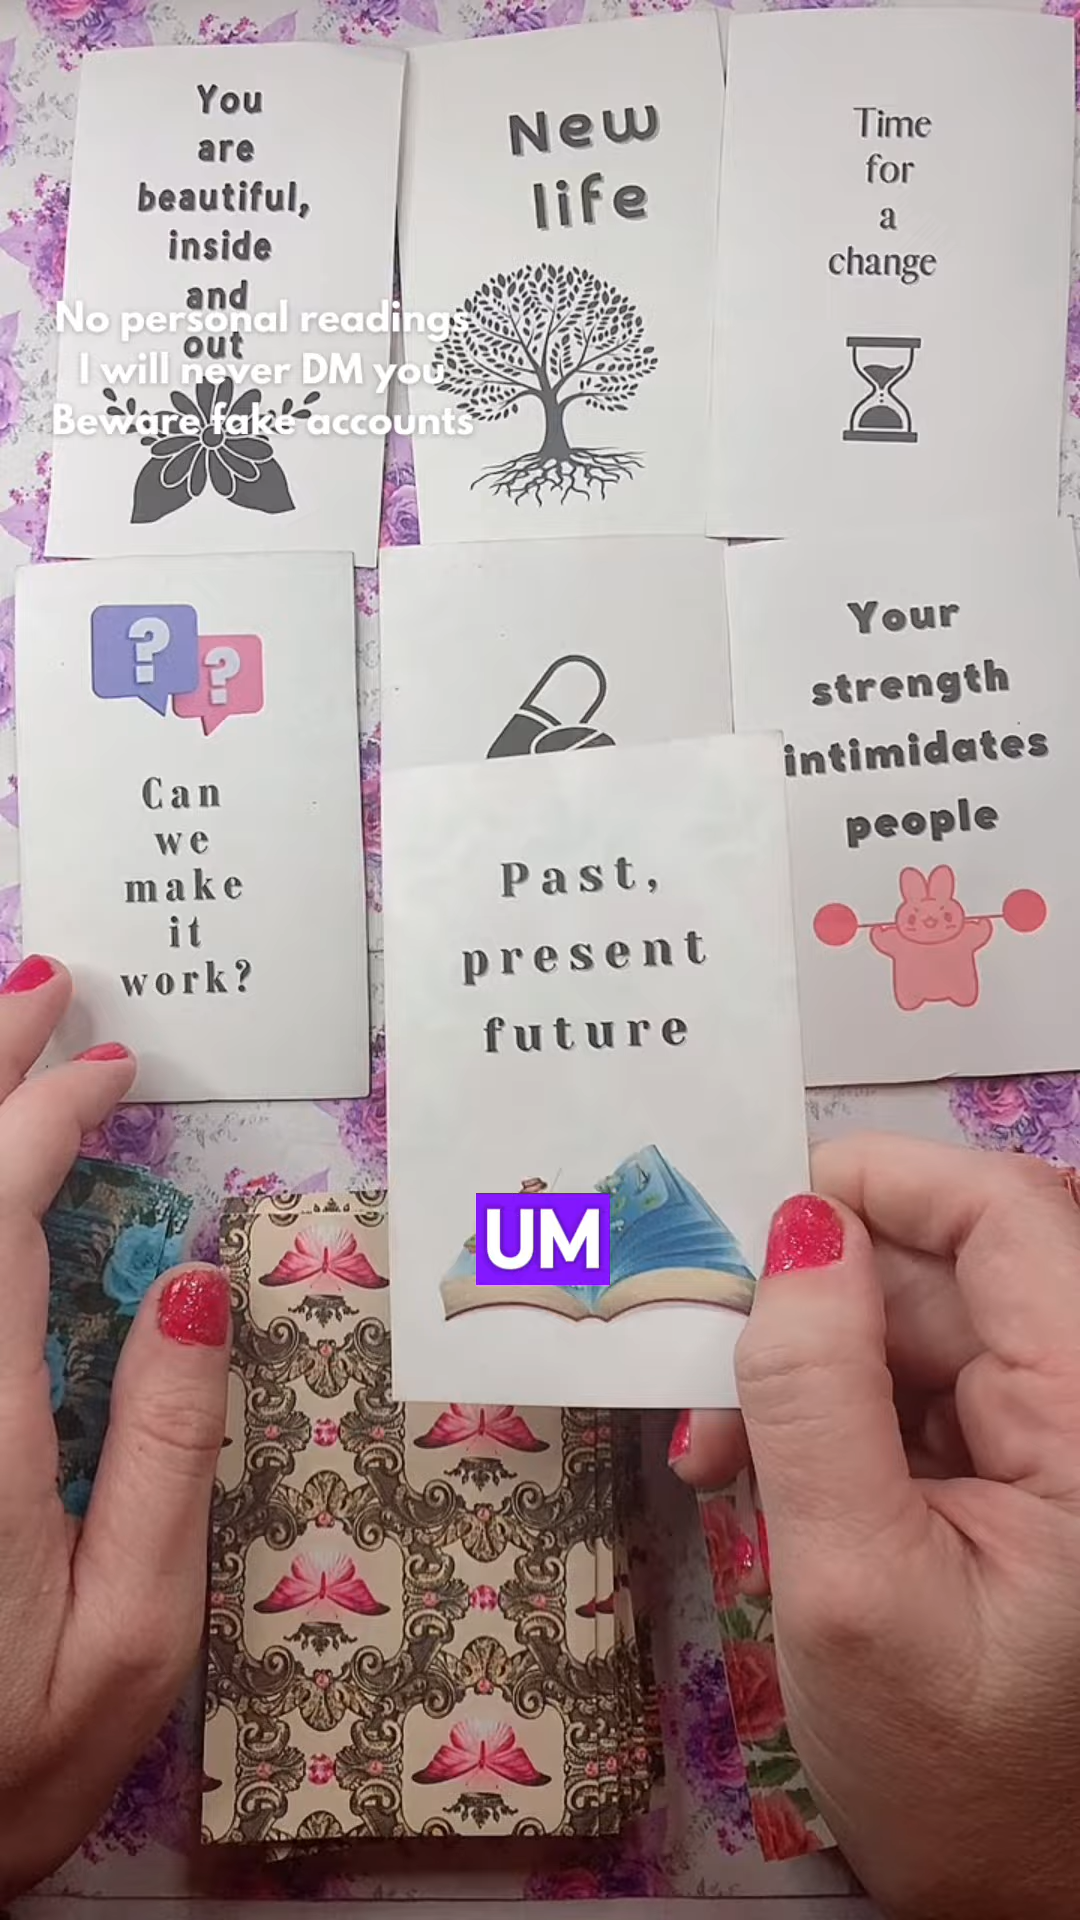 You
are
beautiful,
inside
and
out
New
life
Time
for
a
change
No personal readings
I will never DM you
Beware fake accounts
? ?
Can
we
make
it
work?
Your
strength
intimidates
people
Past,
present
future
UM